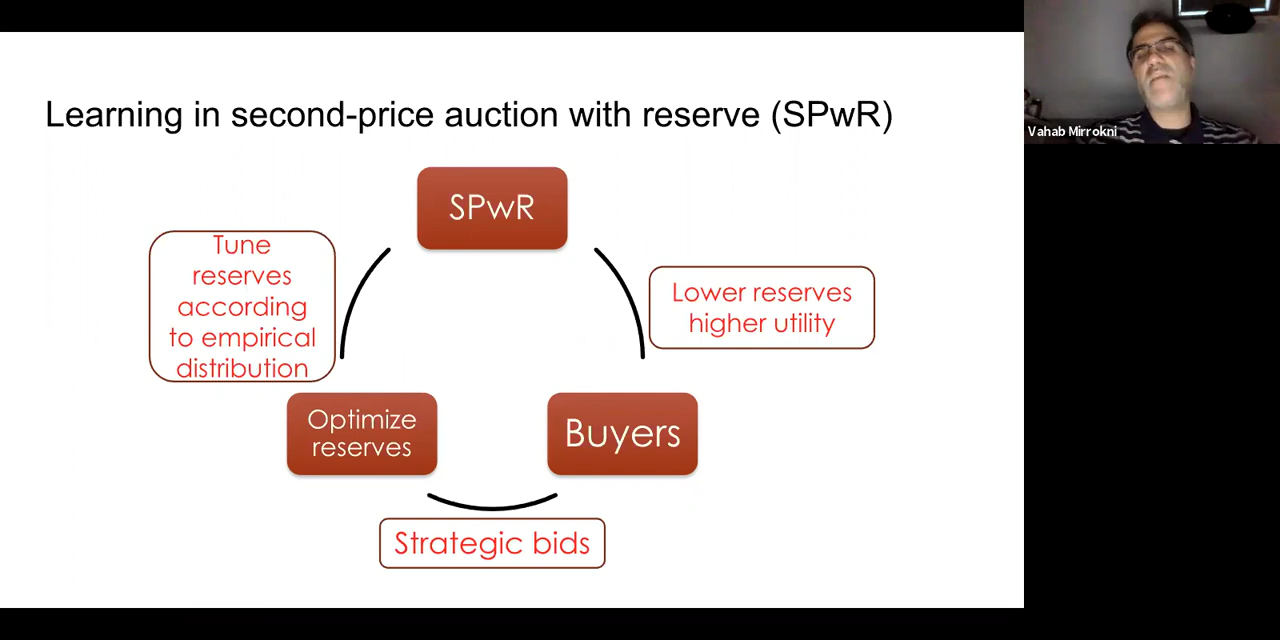 Learning in second-price auction with reserve (SPwR)
Vahab Mirrokni
SPwR
Tune
reserves
according
to empirical
distribution
Lower reserves
higher utility
Optimize
reserves
Buyers
Strategic bids